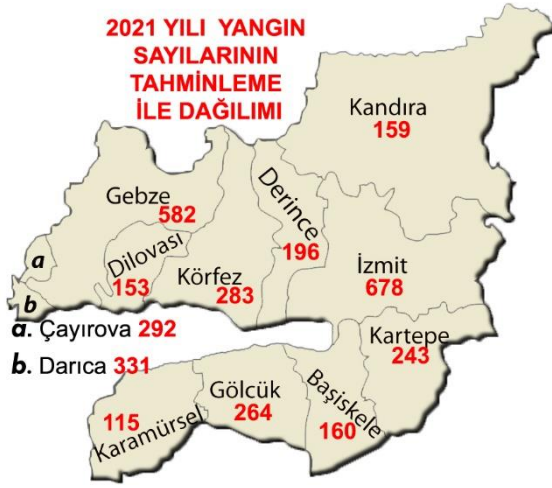 2021 YILI YANGIN
SAYILARININ
TAHMİNLEME
İLE DAĞILIMI
Kandıra
159
Gebze
582
Derince
196
Dilovası
153
Körfez
283
İzmit
678
a
b
a. Çayırova 292
b. Darıca 331
Kartepe
243
Gölcük
264
Başiskele
160
115
Karamürsel